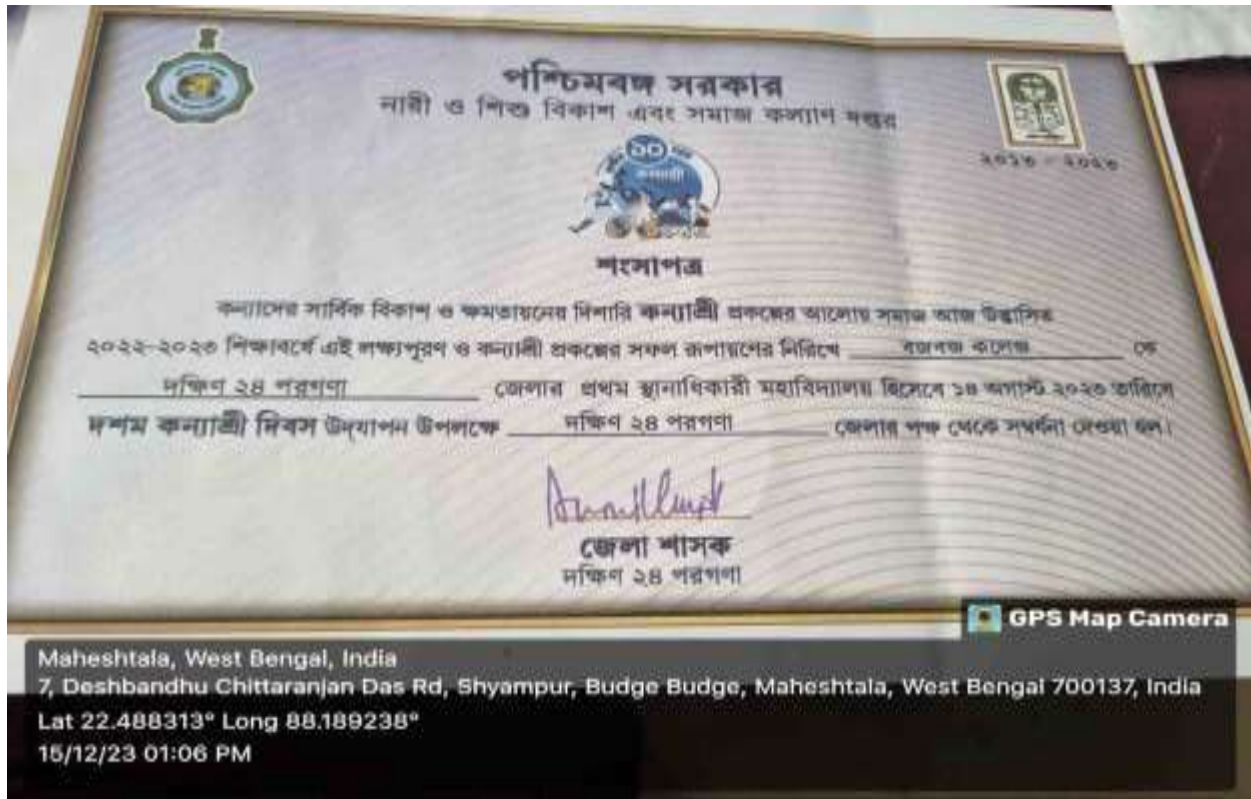 পশ্চিমবঙ্গ সরকার
নারী ও শিশু বিকাশ এবং সমাজ কল্যাণ দপ্তর
১০
কন্যাশ্রী
২০১৩ - ২০২৩
শংসাপত্র
কন্যাদের সার্বিক বিকাশ ও ক্ষমতায়নের দিশারি কন্যাশ্রী প্রকল্পের আলোয় সমাজ আজ উদ্ভাসিত
২০২২-২০২৩ শিক্ষাবর্ষে এই লক্ষ্যপূরণ ও কন্যাশ্রী প্রকল্পের সফল রূপায়ণের নিরিখে বজবজ কলেজ কে
দক্ষিণ ২৪ পরগণা জেলার প্রথম স্থানাধিকারী মহাবিদ্যালয় হিসেবে ১৪ অগাস্ট ২০২৩ তারিখে
দশম কন্যাশ্রী দিবস উদ্‌যাপন উপলক্ষে দক্ষিণ ২৪ পরগণা জেলার পক্ষ থেকে সম্বর্ধনা দেওয়া হল।
জেলা শাসক
দক্ষিণ ২৪ পরগণা
GPS Map Camera
Maheshtala, West Bengal, India
7, Deshbandhu Chittaranjan Das Rd, Shyampur, Budge Budge, Maheshtala, West Bengal 700137, India
Lat 22.488313° Long 88.189238°
15/12/23 01:06 PM